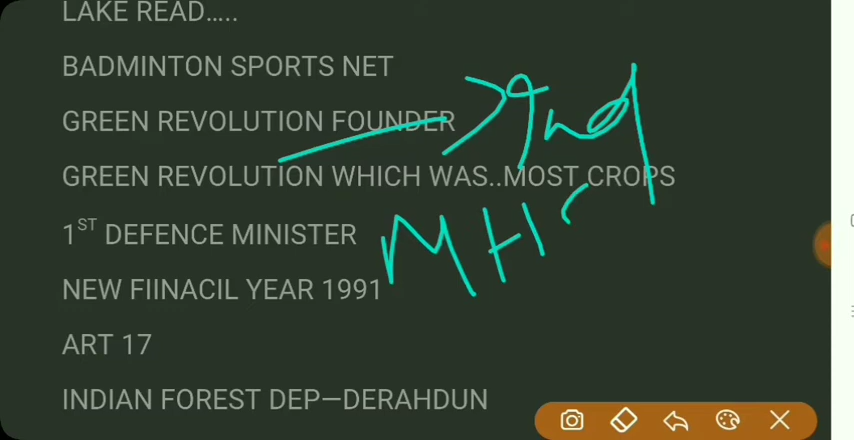 LAKE READ.....
BADMINTON SPORTS NET
GREEN REVOLUTION FOUNDER
Ind
GREEN REVOLUTION WHICH WAS..MOST CROPS
1ST DEFENCE MINISTER
NEW FIINACIL YEAR 1991
ART 17
INDIAN FOREST DEP—DERAHDUN